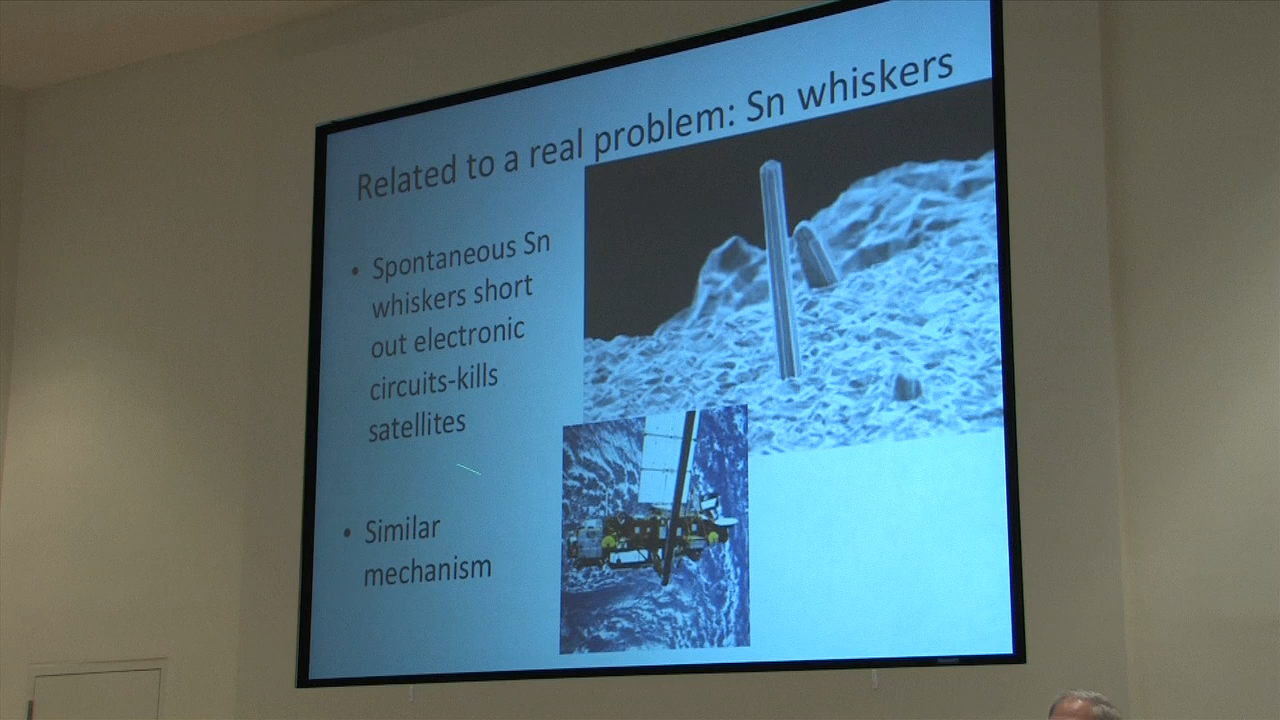 Related to a real problem: Sn whiskers
• Spontaneous Sn
whiskers short
out electronic
circuits-kills
satellites
• Similar
mechanism